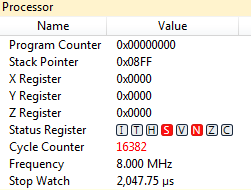 Processor
Name Value
Program Counter 0x00000000
Stack Pointer 0x08FF
X Register 0x0000
Y Register 0x0000
Z Register 0x0000
Status Register I T H S V N Z C
Cycle Counter 16382
Frequency 8.000 MHz
Stop Watch 2,047.75 µs